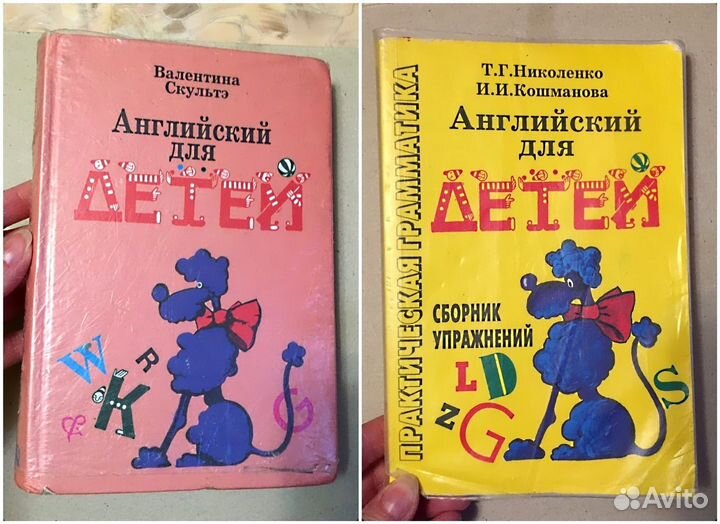 Валентина
Скультэ
Английский
для
ДЕТЕЙ
W
R
K
G
Т.Г.Николенко
И.И.Кошманова
Английский
для
ДЕТЕЙ
ПРАКТИЧЕСКАЯ ГРАММАТИКА
СБОРНИК
УПРАЖНЕНИЙ
L D
Z G S
Avito